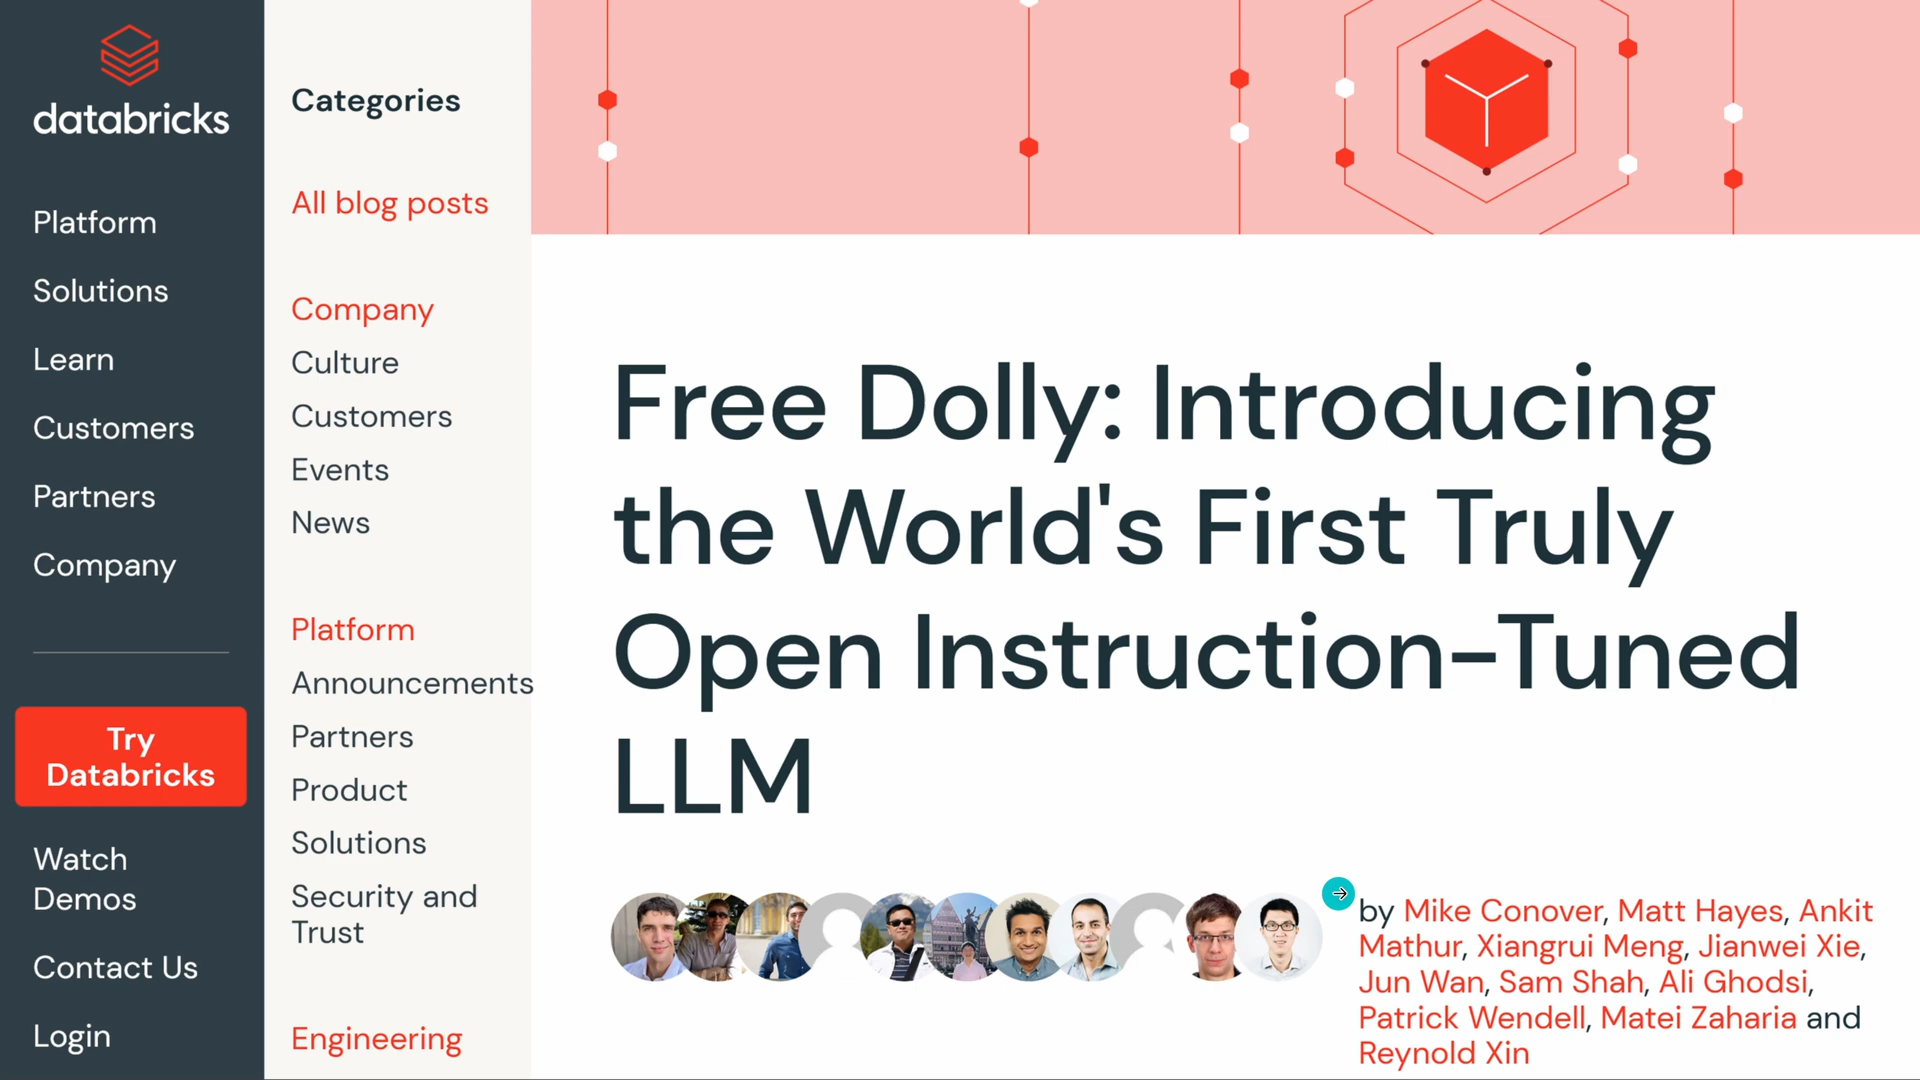 databricks
Platform
Solutions
Learn
Customers
Partners
Company
Try
Databricks
Watch
Demos
Contact Us
Login
Categories
All blog posts
Company
Culture
Customers
Events
News
Platform
Announcements
Partners
Product
Solutions
Security and
Trust
Engineering
Free Dolly: Introducing
the World's First Truly
Open Instruction-Tuned
LLM
by Mike Conover, Matt Hayes, Ankit
Mathur, Xiangrui Meng, Jianwei Xie,
Jun Wan, Sam Shah, Ali Ghodsi,
Patrick Wendell, Matei Zaharia and
Reynold Xin